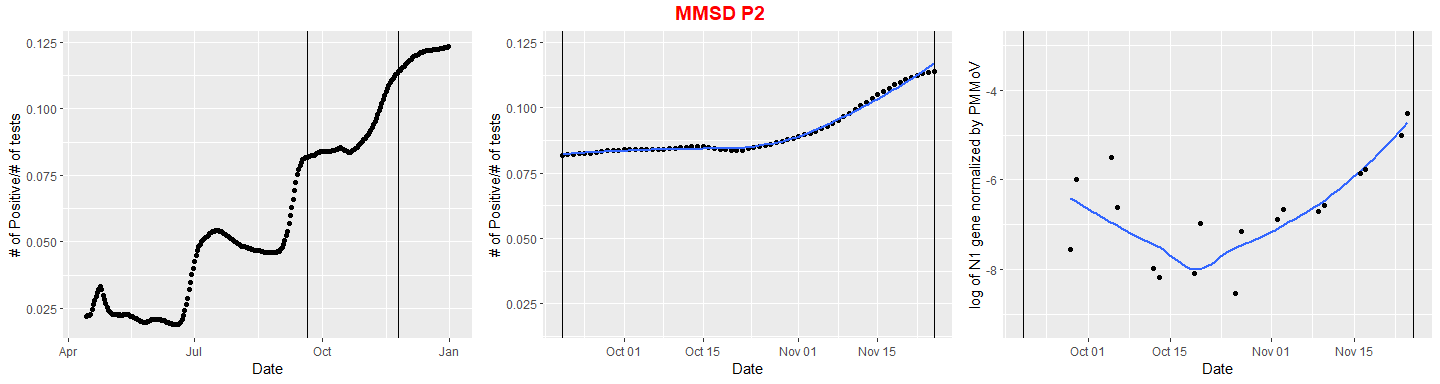 MMSD P2
# of Positive/# of tests
0.125
0.100
0.075
0.050
0.025
Apr
Jul
Oct
Jan
Date
# of Positive/# of tests
0.125
0.100
0.075
0.050
0.025
Oct 01
Oct 15
Nov 01
Nov 15
Date
log of N1 gene normalized by PMMoV
-4
-6
-8
Oct 01
Oct 15
Nov 01
Nov 15
Date